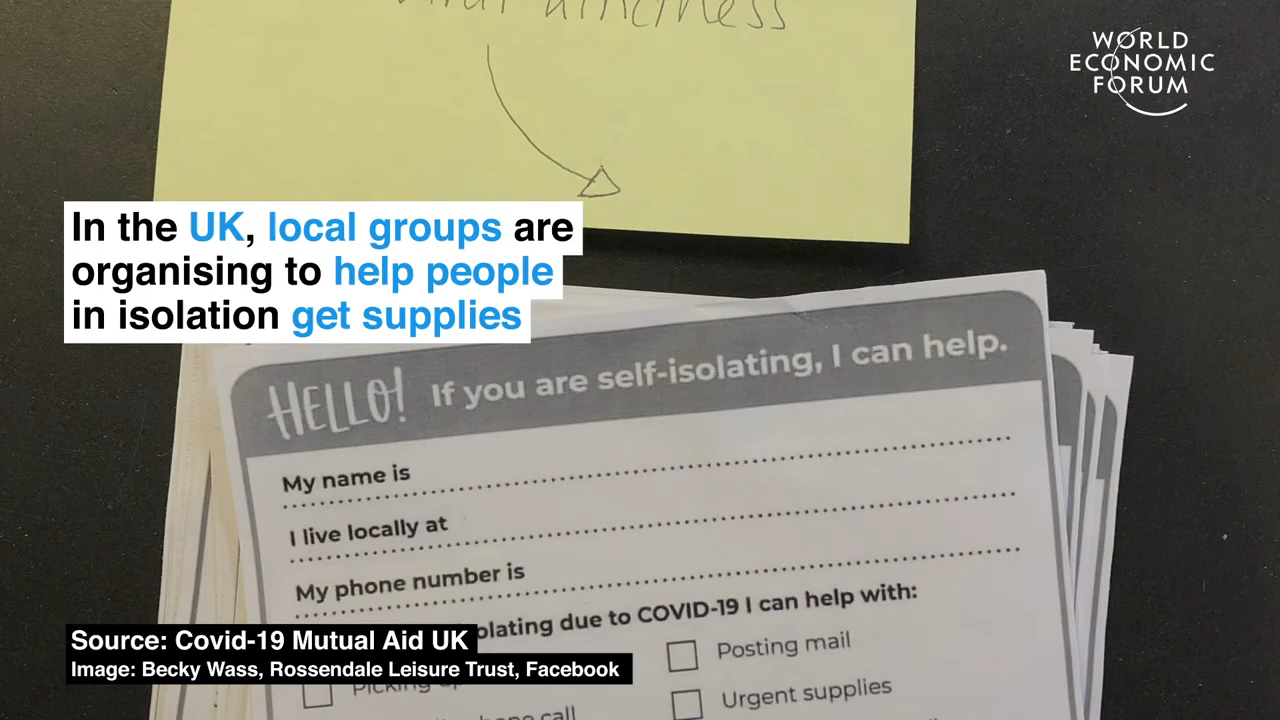 kindness
WORLD
ECONOMIC
FORUM
In the UK, local groups are
organising to help people
in isolation get supplies
HELLO! If you are self-isolating, I can help.
My name is
I live locally at
My phone number is
due to COVID-19 I can help with:
Source: Covid-19 Mutual Aid UK
Posting mail
Image: Becky Wass, Rossendale Leisure Trust, Facebook
Picking
Urgent supplies
call